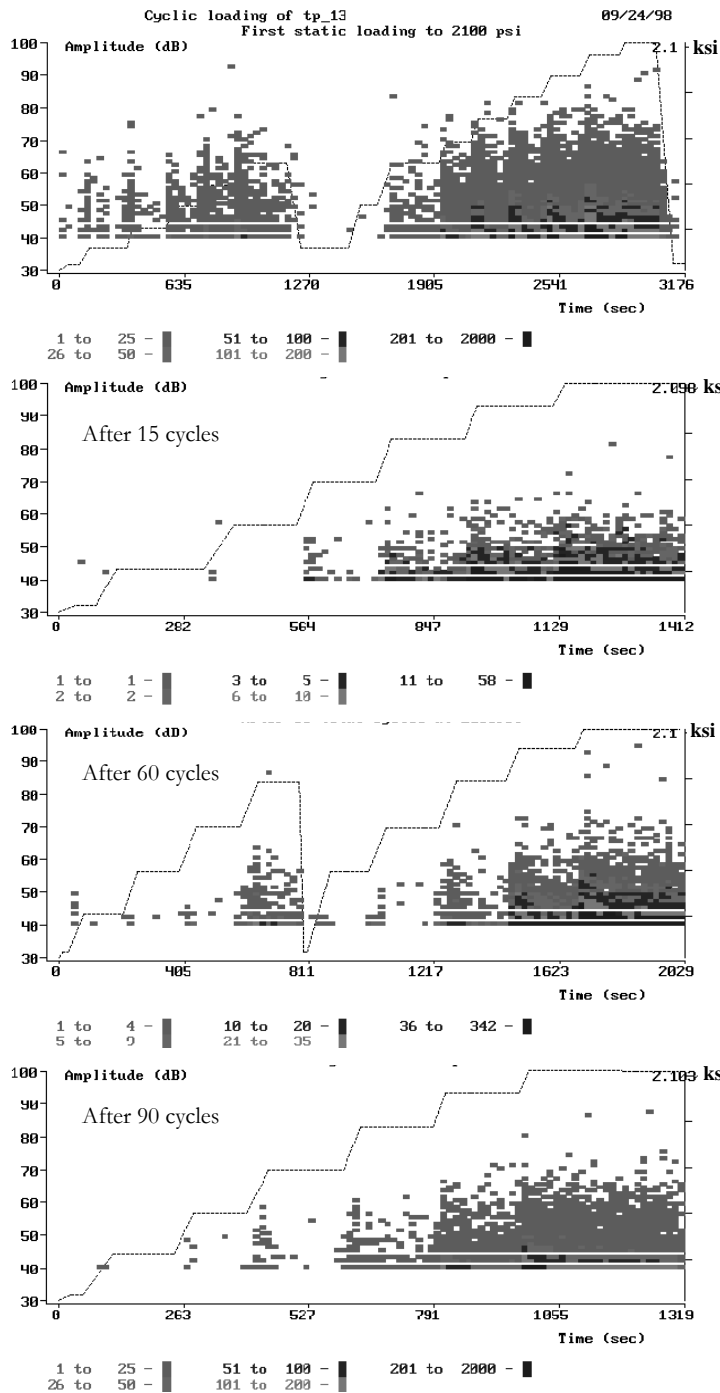 Cyclic loading of tp_13 09/24/98
First static loading to 2100 psi
Amplitude (dB)
2.1 ksi
100
90
80
70
60
50
40
30
0 635 1270 1905 2541 3176
Time (sec)
1 to 25 - 51 to 100 - 201 to 2000 -
26 to 50 - 101 to 200 -
Amplitude (dB)
2.098 ks
After 15 cycles
100
90
80
70
60
50
40
30
0 282 564 847 1129 1412
Time (sec)
1 to 1 - 3 to 5 - 11 to 58 -
2 to 2 - 6 to 10 -
Amplitude (dB)
2.1 ksi
After 60 cycles
100
90
80
70
60
50
40
30
0 405 811 1217 1623 2029
Time (sec)
1 to 4 - 10 to 20 - 36 to 342 -
5 to 9 21 to 35
Amplitude (dB)
2.103 ks
After 90 cycles
100
90
80
70
60
50
40
30
0 263 527 791 1055 1319
Time (sec)
1 to 25 - 51 to 100 - 201 to 2000 -
26 to 50 - 101 to 200 -